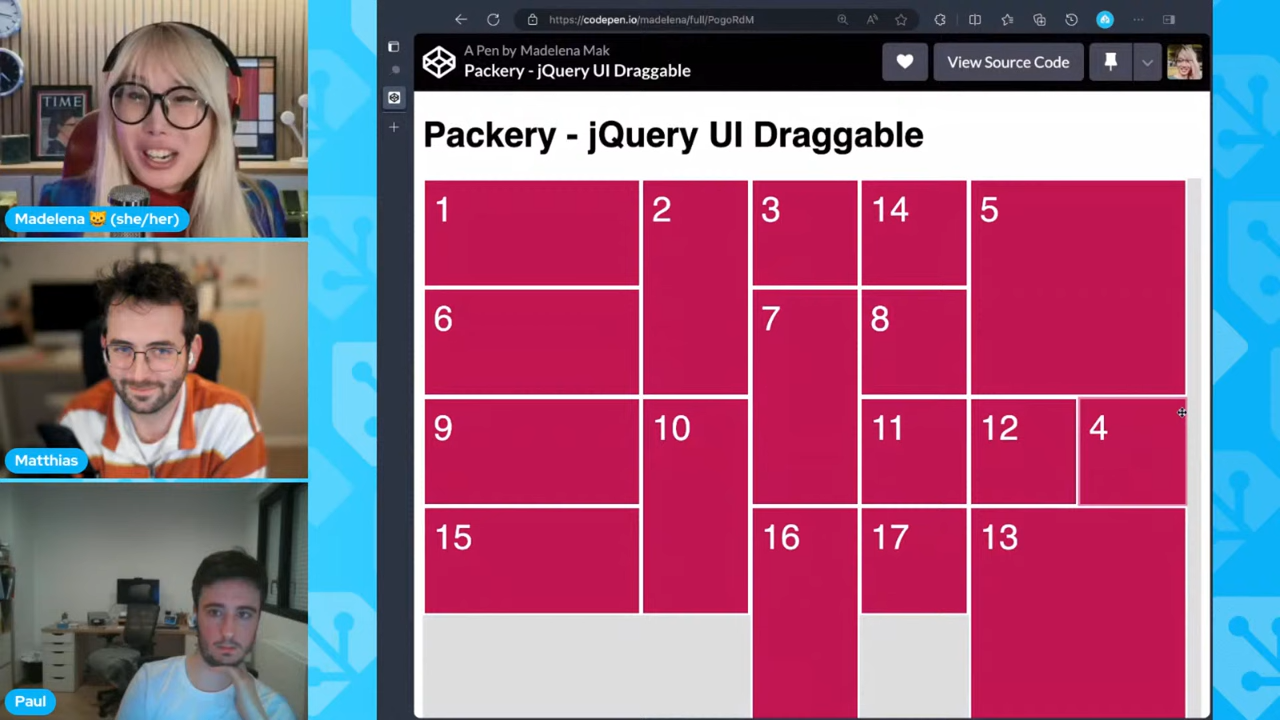 https://codepen.io/madelena/full/PogoRdM
A Pen by Madelena Mak
Packery - jQuery UI Draggable
View Source Code
TIME
Madelena 🐱 (she/her)
Matthias
Paul
Packery - jQuery UI Draggable
1
2
3
14
5
6
7
8
9
10
11
12
4
15
16
17
13